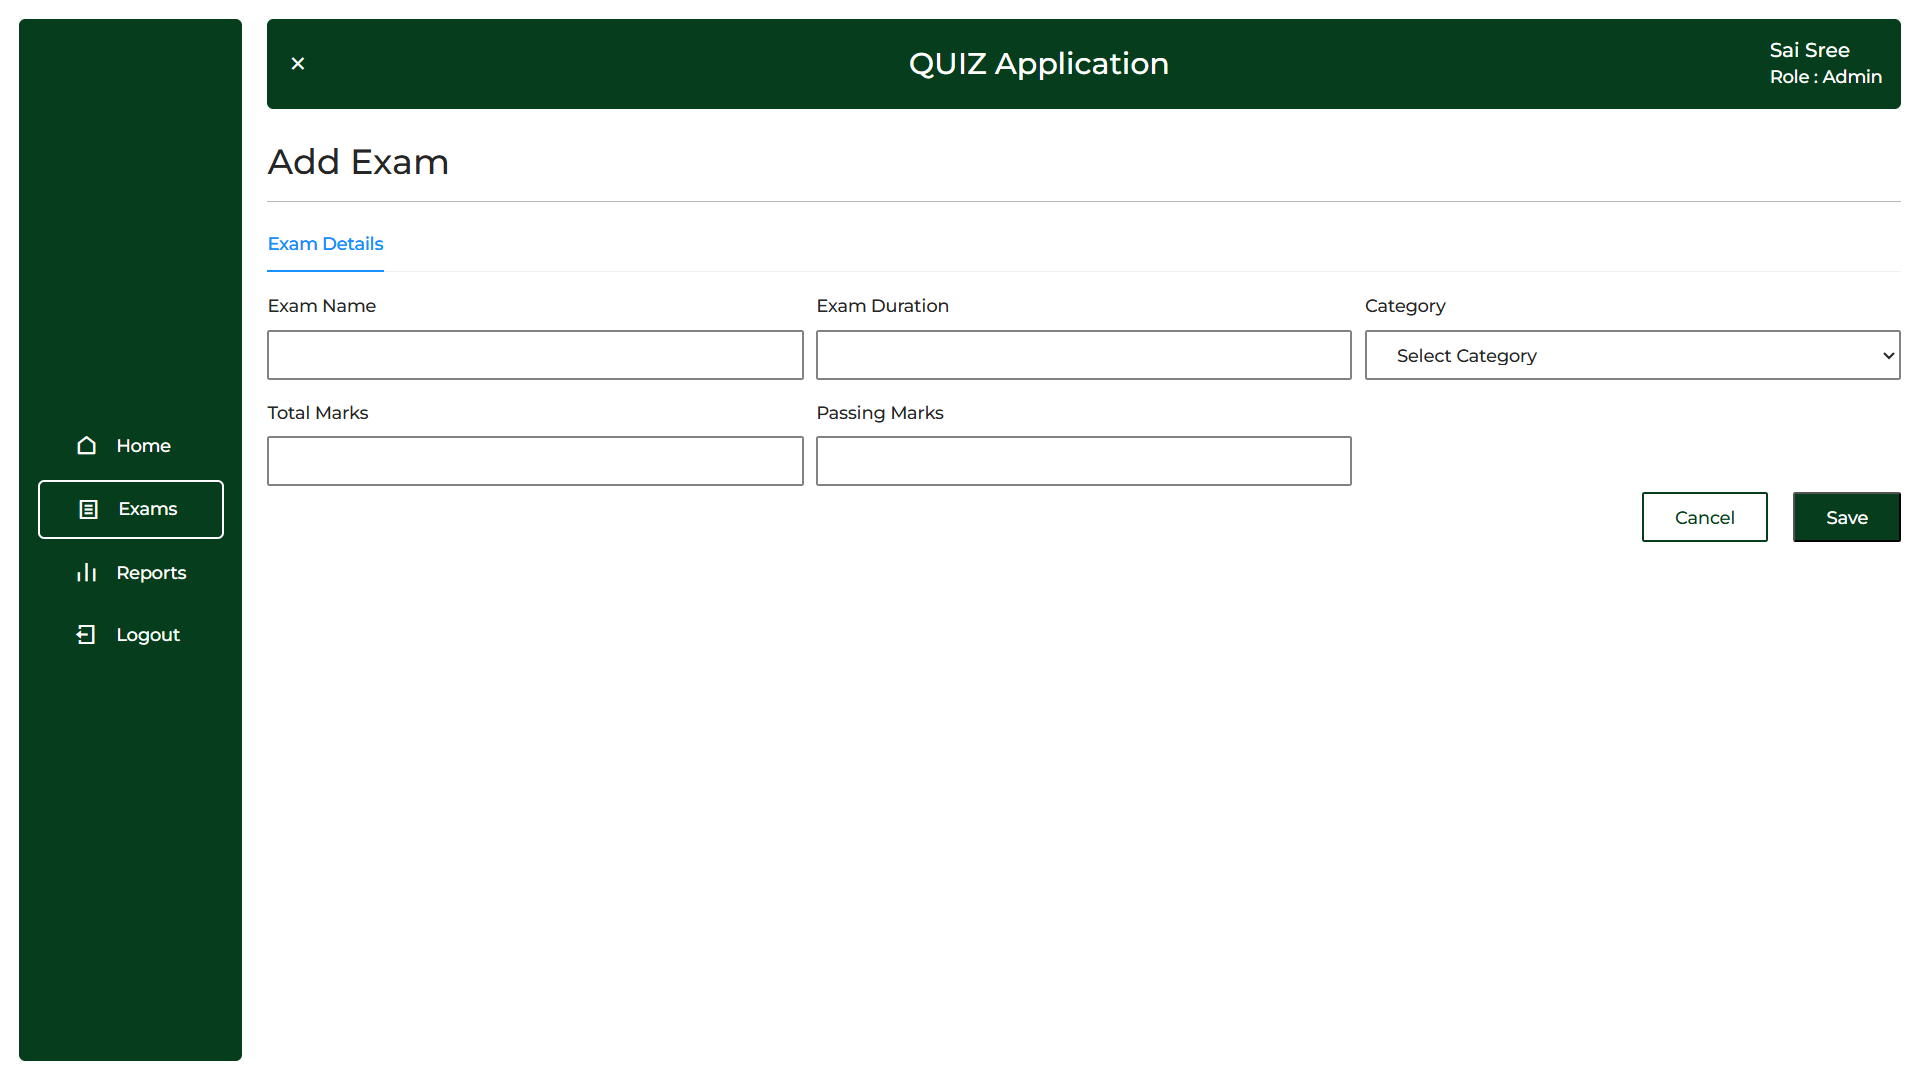 QUIZ Application
Sai Sree
Role : Admin
Home
Exams
Reports
Logout
Add Exam
Exam Details
Exam Name
Exam Duration
Category
Select Category
Total Marks
Passing Marks
Cancel
Save